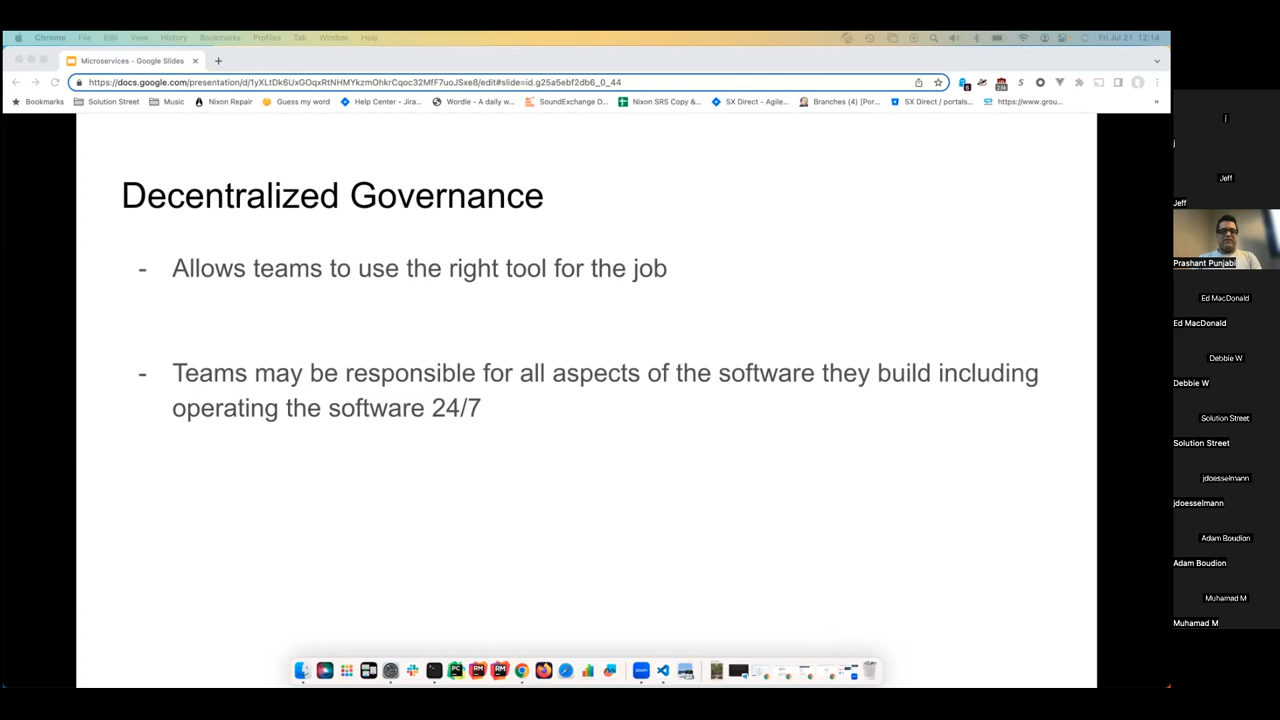 Chrome File Edit View History Bookmarks Profiles Tab Window Help
Fri Jul 21 12:14
Microservices - Google Slides
https://docs.google.com/presentation/d/1yXLtDk6UxGOqxRtNHMYkzmOhkrCqoc32MfF7uoJSxe8/edit#slide=id.g25a5ebf2db6_0_44
Bookmarks Solution Street Music Nixon Repair Guess my word Help Center - Jira... Wordle - A daily w... SoundExchange D... Nixon SRS Copy &... SX Direct - Agile... Branches (4) [Por... SX Direct / portals... https://www.grou...
Decentralized Governance
- Allows teams to use the right tool for the job
- Teams may be responsible for all aspects of the software they build including
operating the software 24/7
j
j
Jeff
Jeff
Prashant Punjabi
Ed MacDonald
Ed MacDonald
Debbie W
Debbie W
Solution Street
Solution Street
jdoesselmann
jdoesselmann
Adam Boudion
Adam Boudion
Muhamad M
Muhamad M